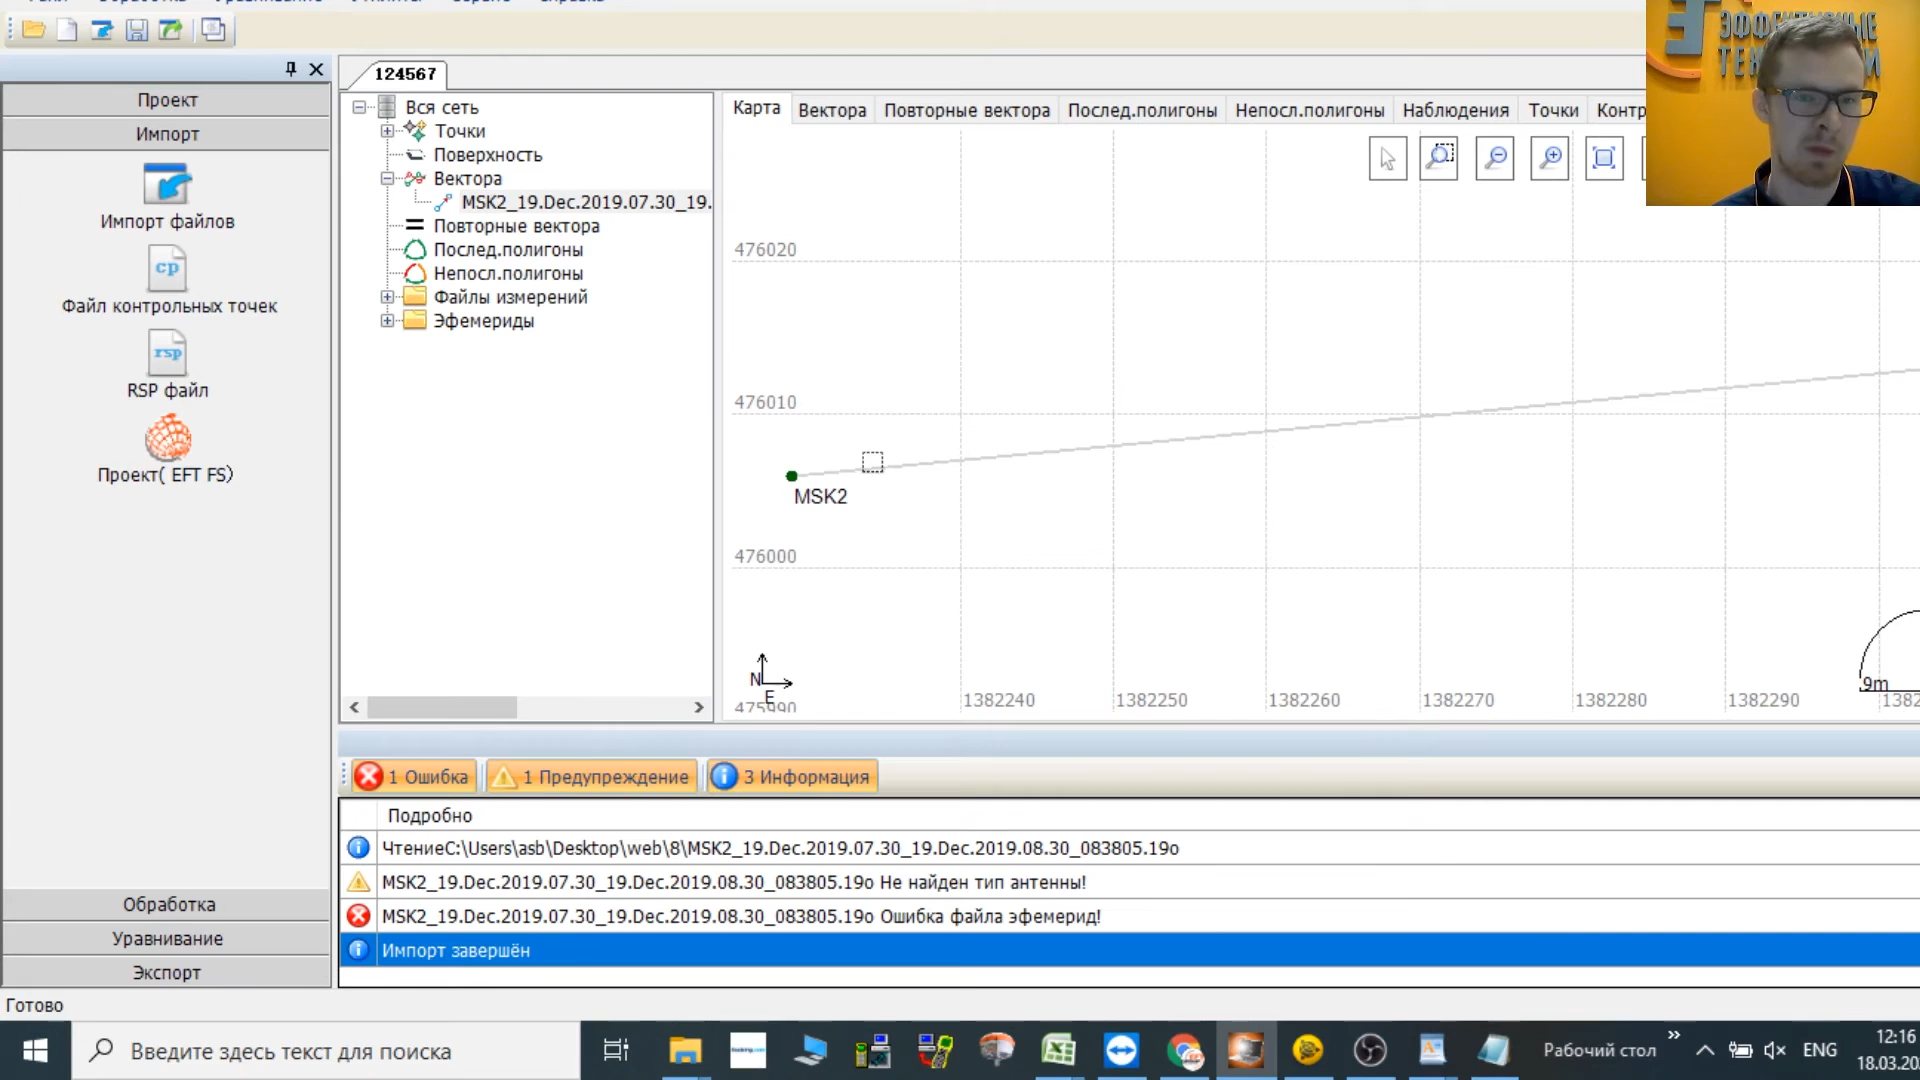 124567
Проект
Импорт
Импорт файлов
cp
Файл контрольных точек
rsp
RSP файл
Проект( EFT FS)
Обработка
Уравнивание
Экспорт
Готово
Вся сеть
Точки
Поверхность
Вектора
MSK2_19.Dec.2019.07.30_19.
Повторные вектора
Послед.полигоны
Непосл.полигоны
Файлы измерений
Эфемериды
Карта Вектора Повторные вектора Послед.полигоны Непосл.полигоны Наблюдения Точки Контр
476020
476010
MSK2
476000
N
E
475990
1382240 1382250 1382260 1382270 1382280 1382290 1382
9m
1 Ошибка 1 Предупреждение 3 Информация
Подробно
ЧтениеC:\Users\asb\Desktop\web\8\MSK2_19.Dec.2019.07.30_19.Dec.2019.08.30_083805.19o
MSK2_19.Dec.2019.07.30_19.Dec.2019.08.30_083805.19o Не найден тип антенны!
MSK2_19.Dec.2019.07.30_19.Dec.2019.08.30_083805.19o Ошибка файла эфемерид!
Импорт завершён
Введите здесь текст для поиска
Рабочий стол
ENG
12:16
18.03.20